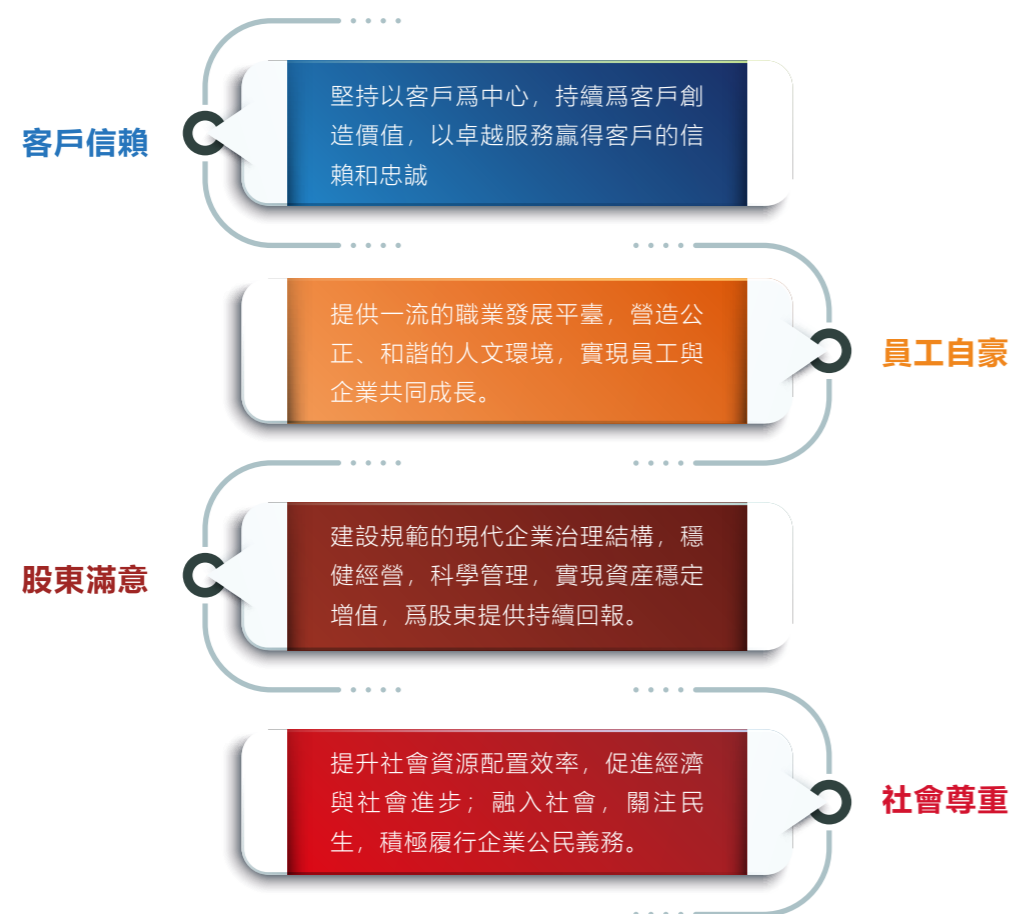 客戶信賴
堅持以客戶爲中心，持續爲客戶創
造價值，以卓越服務贏得客戶的信
賴和忠誠
提供一流的職業發展平臺，營造公
正、和諧的人文環境，實現員工與
企業共同成長。
員工自豪
股東滿意
建設規範的現代企業治理結構，穩
健經營，科學管理，實現資産穩定
增值，爲股東提供持續回報。
提升社會資源配置效率，促進經濟
與社會進步；融入社會，關注民
生，積極履行企業公民義務。
社會尊重